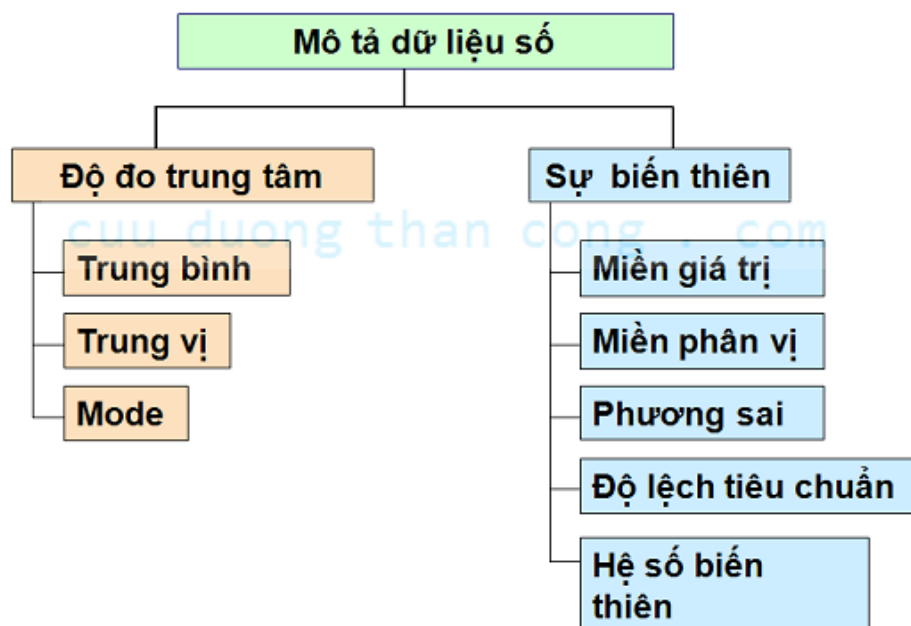 Mô tả dữ liệu số
Độ đo trung tâm
Sự biến thiên
cuu duong than cong . com
Trung bình
Miền giá trị
Trung vị
Miền phân vị
Mode
Phương sai
Độ lệch tiêu chuẩn
Hệ số biến
thiên